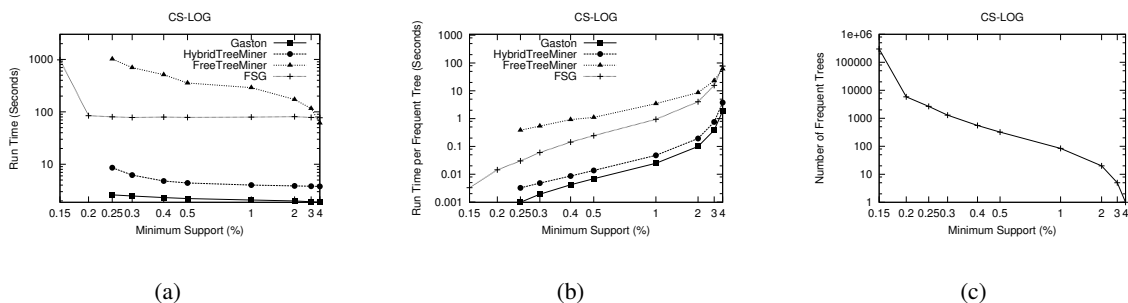 CS-LOG
Run Time (Seconds)
1000
100
10
Gaston
HybridTreeMiner
FreeTreeMiner
FSG
0.15 0.2 0.25 0.3 0.4 0.5 1 2 3 4
Minimum Support (%)
(a)
CS-LOG
Run Time per Frequent Tree (Seconds)
1000
100
10
1
0.1
0.01
0.001
Gaston
HybridTreeMiner
FreeTreeMiner
FSG
0.15 0.2 0.25 0.3 0.4 0.5 1 2 3 4
Minimum Support (%)
(b)
CS-LOG
Number of Frequent Trees
1e+06
100000
10000
1000
100
10
1
0.15 0.2 0.25 0.3 0.4 0.5 1 2 3 4
Minimum Support (%)
(c)